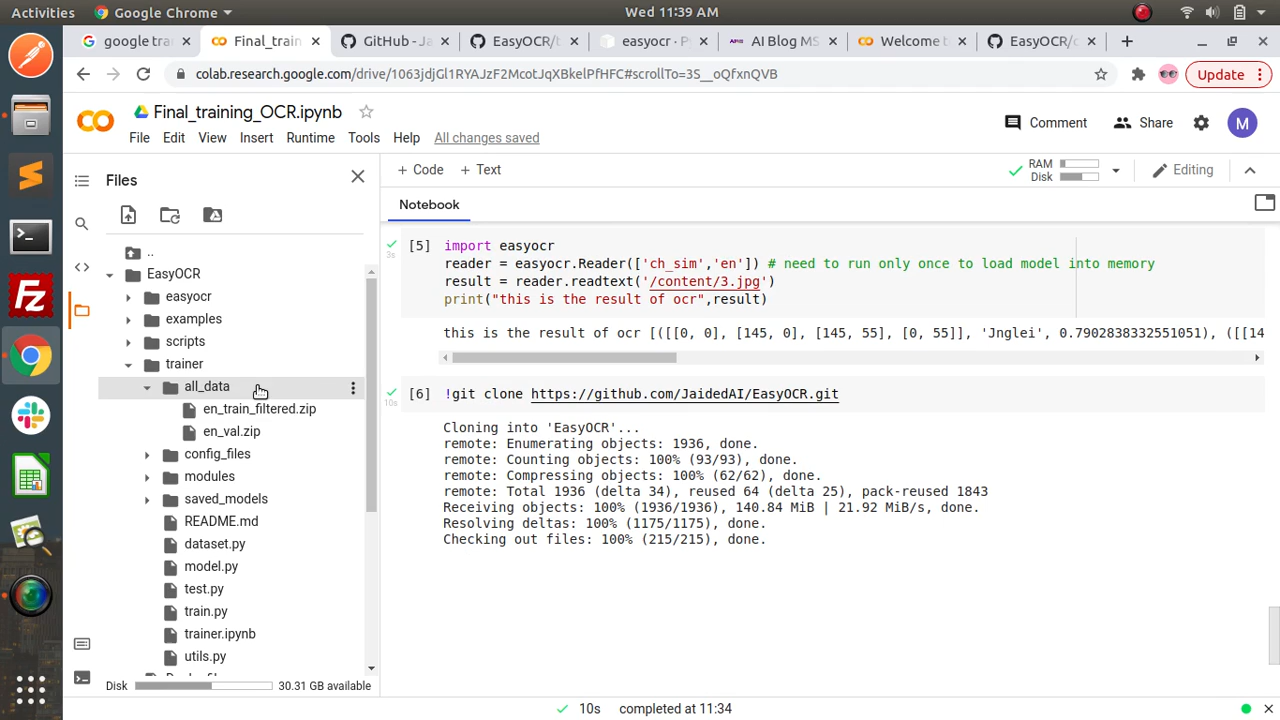 Activities
Google Chrome
Wed 11:39 AM
google tra
Final_train
GitHub - Ja
EasyOCR/t
easyocr · P
AI Blog MS
Welcome t
EasyOCR/c
colab.research.google.com/drive/1063jdjGl1RYAJzF2McotJqXBkelPfHFC#scrollTo=3S__oQfxnQVB
Update
Final_training_OCR.ipynb
File Edit View Insert Runtime Tools Help All changes saved
Comment
Share
M
Files
+ Code + Text
RAM
Disk
Editing
Notebook
..
EasyOCR
easyocr
examples
scripts
trainer
all_data
en_train_filtered.zip
en_val.zip
config_files
modules
saved_models
README.md
dataset.py
model.py
test.py
train.py
trainer.ipynb
utils.py
Disk
30.31 GB available
3s
[5] import easyocr
reader = easyocr.Reader(['ch_sim','en']) # need to run only once to load model into memory
result = reader.readtext('/content/3.jpg')
print("this is the result of ocr",result)
this is the result of ocr [([[0, 0], [145, 0], [145, 55], [0, 55]], 'Jnglei', 0.7902838332551051), ([[14
10s
[6] !git clone https://github.com/JaidedAI/EasyOCR.git
Cloning into 'EasyOCR'...
remote: Enumerating objects: 1936, done.
remote: Counting objects: 100% (93/93), done.
remote: Compressing objects: 100% (62/62), done.
remote: Total 1936 (delta 34), reused 64 (delta 25), pack-reused 1843
Receiving objects: 100% (1936/1936), 140.84 MiB | 21.92 MiB/s, done.
Resolving deltas: 100% (1175/1175), done.
Checking out files: 100% (215/215), done.
10s completed at 11:34